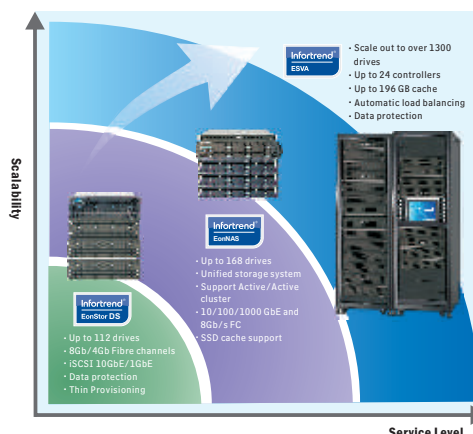 Scalability
Infortrend
ESVA
· Scale out to over 1300
drives
· Up to 24 controllers
· Up to 196 GB cache
· Automatic load balancing
· Data protection
Infortrend
EonNAS
· Up to 168 drives
· Unified storage system
· Support Active/Active
cluster
· 10/100/1000 GbE and
8Gb/s FC
· SSD cache support
Infortrend
EonStor DS
· Up to 112 drives
· 8Gb/4Gb Fibre channels
· iSCSI 10GbE/1GbE
· Data protection
· Thin Provisioning
Service Level